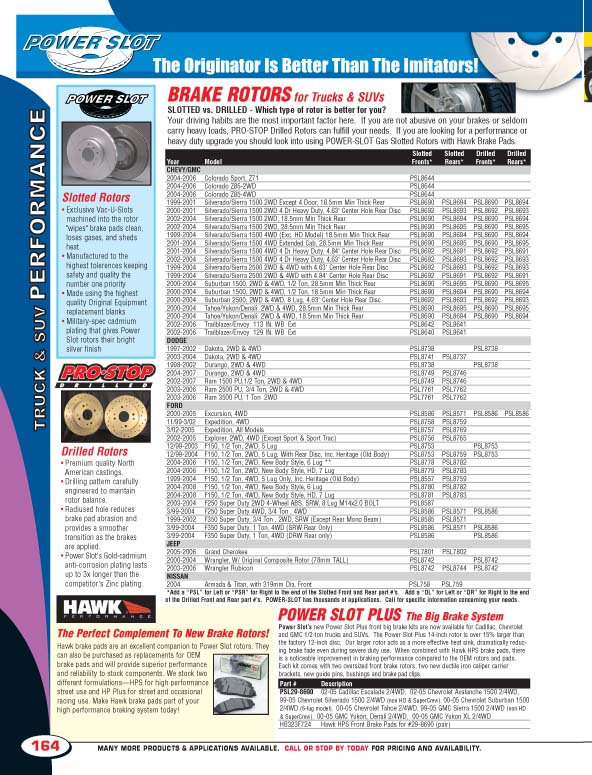 POWER SLOT
The Originator Is Better Than The Imitators!
TRUCK & SUV PERFORMANCE
POWER SLOT
Slotted Rotors
• Exclusive Vac-U-Slots
machined into the rotor
"wipes" brake pads clean,
loses gases, and sheds
heat.
• Manufactured to the
highest tolerences keeping
safety and quality the
number one priority
• Made using the highest
quality Original Equipment
replacement blanks
• Military-spec cadmium
plating that gives Power
Slot rotors their bright
silver finish
PRO-STOP
DRILLED
Drilled Rotors
• Premium quality North
American castings.
• Drilling pattern carefully
engineered to maintain
rotor balance.
• Radiused hole reduces
brake pad abrasion and
provides a smoother
transition as the brakes
are applied.
• Power Slot's Gold-cadmium
anti-corrosion plating lasts
up to 3x longer than the
competitor's Zinc plating.
HAWK
PERFORMANCE
BRAKE ROTORS for Trucks & SUVs
SLOTTED vs. DRILLED - Which type of rotor is better for you?
Your driving habits are the most important factor here. If you are not abusive on your brakes or seldom
carry heavy loads, PRO-STOP Drilled Rotors can fulfill your needs. If you are looking for a performance or
heavy duty upgrade you should look into using POWER-SLOT Gas Slotted Rotors with Hawk Brake Pads.
Slotted Slotted Drilled Drilled
Year Model Fronts* Rears* Fronts* Rears*
CHEVY/GMC
2004-2006 Colorado Sport, Z71 PSL8644
2004-2006 Colorado Z85-2WD PSL8644
2004-2006 Colorado Z85-4WD PSL8644
1999-2001 Silverado/Sierra 1500 2WD Except 4 Door, 18.5mm Min Thick Rear PSL8690 PSL8694 PSL8690 PSL8694
2000-2001 Silverado/Sierra 1500 2WD 4 Dr Heavy Duty, 4.63' Center Hole Rear Disc PSL8692 PSL8693 PSL8692 PSL8693
2002-2004 Silverado/Sierra 1500 2WD, 18.5mm Min Thick Rear PSL8690 PSL8694 PSL8690 PSL8694
2002-2004 Silverado/Sierra 1500 2WD, 28.5mm Min Thick Rear PSL8690 PSL8695 PSL8690 PSL8695
1999-2004 Silverado/Sierra 1500 4WD (Exc. HD Model) 18.5mm Min Thick Rear PSL8690 PSL8694 PSL8690 PSL8694
2001-2004 Silverado/Sierra 1500 4WD Extended Cab, 28.5mm Min Thick Rear PSL8690 PSL8695 PSL8690 PSL8695
2001-2004 Silverado/Sierra 1500 4WD 4 Dr Heavy Duty, 4.84' Center Hole Rear Disc PSL8692 PSL8691 PSL8692 PSL8691
2002-2004 Silverado/Sierra 1500 4WD 4 Dr Heavy Duty, 4.63' Center Hole Rear Disc PSL8692 PSL8693 PSL8692 PSL8693
1999-2004 Silverado/Sierra 2500 2WD & 4WD with 4.63' Center Hole Rear Disc PSL8692 PSL8693 PSL8692 PSL8693
1999-2004 Silverado/Sierra 2500 2WD & 4WD with 4.84' Center Hole Rear Disc PSL8692 PSL8691 PSL8692 PSL8691
2000-2004 Suburban 1500, 2WD & 4WD, 1/2 Ton, 28.5mm Min Thick Rear PSL8690 PSL8695 PSL8690 PSL8695
2000-2004 Suburban 1500, 2WD & 4WD, 1/2 Ton, 18.5mm Min Thick Rear PSL8690 PSL8694 PSL8690 PSL8694
2000-2004 Suburban 2500, 2WD & 4WD, 8 Lug, 4.63' Center Hole Rear Disc PSL8692 PSL8693 PSL8692 PSL8693
2000-2004 Tahoe/Yukon/Denali 2WD & 4WD, 28.5mm Min Thick Rear PSL8690 PSL8695 PSL8690 PSL8695
2000-2004 Tahoe/Yukon/Denali 2WD & 4WD, 18.5mm Min Thick Rear PSL8690 PSL8694 PSL8690 PSL8694
2002-2006 Trailblazer/Envoy 113 IN. WB Ext PSL8642 PSL8641
2002-2006 Trailblazer/Envoy 129 IN. WB Ext PSL8640 PSL8641
DODGE
1997-2002 Dakota, 2WD & 4WD PSL8738 PSL8738
2003-2004 Dakota, 2WD & 4WD PSL8741 PSL8737
1998-2002 Durango, 2WD & 4WD PSL8738 PSL8738
2004-2007 Durango, 2WD & 4WD PSL8749 PSL8746
2002-2007 Ram 1500 PU,1/2 Ton, 2WD & 4WD PSL8749 PSL8746
2003-2006 Ram 2500 PU, 3/4 Ton, 2WD & 4WD PSL7761 PSL7762
2003-2006 Ram 3500 PU, 1 Ton 2WD PSL7761 PSL7762
FORD
2000-2005 Excursion, 4WD PSL8586 PSL8571 PSL8586 PSL8586
11/99-3/02 Expedition, 4WD PSL8758 PSL8759
3/02-2005 Expedition, All Models PSL8757 PSL8769
2002-2005 Explorer, 2WD, 4WD (Except Sport & Sport Trac) PSL8756 PSL8765
12/99-2003 F150, 1/2 Ton, 2WD, 5 Lug PSL8753 PSL8753
12/99-2004 F150, 1/2 Ton, 2WD, 5 Lug, With Rear Disc, Inc. Heritage (Old Body) PSL8753 PSL8759 PSL8753
2004-2006 F150, 1/2 Ton, 2WD, New Body Style, 6 Lug ** PSL8778 PSL8782
2004-2006 F150, 1/2 Ton, 2WD, New Body Style, HD, 7 Lug PSL8779 PSL8783
1999-2004 F150, 1/2 Ton, 4WD, 5 Lug Only, Inc. Heritage (Old Body) PSL8557 PSL8759
2004-2008 F150, 1/2 Ton, 4WD, New Body Style, 6 Lug PSL8780 PSL8782
2004-2008 F150, 1/2 Ton, 4WD, New Body Style, HD, 7 Lug PSL8781 PSL8783
2003-2004 F250 Super Duty 2WD 4-Wheel ABS, SRW, 8 Lug M14x2.0 BOLT PSL8587
3/99-2004 F250 Super Duty 4WD, 3/4 Ton , 4WD PSL8586 PSL8571 PSL8586
1999-2002 F350 Super Duty, 3/4 Ton , 2WD, SRW (Except Rear Mono Beam) PSL8586 PSL8571
3/99-2004 F350 Super Duty, 1 Ton, 4WD (SRW Rear Only) PSL8586 PSL8571 PSL8586
3/99-2004 F350 Super Duty, 1 Ton, 4WD (DRW Rear only) PSL8586 PSL8586
JEEP
2005-2006 Grand Cherokee PSL7801 PSL7802
2000-2004 Wrangler, W/ Original Composite Rotor (78mm TALL) PSL8742 PSL8742
2003-2006 Wrangler Rubicon PSL8742 PSL8744 PSL8742
NISSAN
2004 Armada & Titan, with 319mm Dia. Front PSL758 PSL759
*Add a "PSL" for Left or "PSR" for Right to the end of the Slotted Front and Rear part #'s. Add a "DL" for Left or "DR" for Right to the end
of the Drilled Front and Rear part #'s. POWER-SLOT has thousands of applications. Call for specific information concerning your needs.
The Perfect Complement To New Brake Rotors!
Hawk brake pads are an excellent companion to Power Slot rotors. They
can also be purchased as replacements for OEM
brake pads and will provide superior performance
and reliability to stock components. We stock two
different formulations—HPS for high performance
street use and HP Plus for street and occasional
racing use. Make Hawk brake pads part of your
high performance braking system today!
POWER SLOT PLUS The Big Brake System
Power Slot's new Power Slot Plus front big brake kits are now available for Cadillac, Chevrolet
and GMC 1/2-ton trucks and SUVs. The Power Slot Plus 14-inch rotor is over 15% larger than
the factory 12-inch disc. Our larger rotor acts as a more effective heat sink, dramatically reduc-
ing brake fade even during severe duty use. When combined with Hawk HPS brake pads, there
is a noticeable improvement in braking performance compared to the OEM rotors and pads.
Each kit comes with two oversized front brake rotors, two new ductile iron caliper carrier
brackets, new guide pins, bushings and brake pad clips.
Part # Description
PSL29-8690 02-05 Cadillac Escalade 2/4WD, 02-05 Chevrolet Avalanche 1500 2/4WD,
99-05 Chevrolet Silverado 1500 2/4WD (non HD & SuperCrew), 00-05 Chevrolet Suburban 1500
2/4WD (6-lug model), 00-05 Chevrolet Tahoe 2/4WD, 99-05 GMC Sierra 1500 2/4WD (non HD
& SuperCrew), 00-05 GMC Yukon, Denali 2/4WD, 00-05 GMC Yukon XL 2/4WD
HB323F724 Hawk HPS Front Brake Pads for #29-8690 (pair)
164 MANY MORE PRODUCTS & APPLICATIONS AVAILABLE. CALL OR STOP BY TODAY FOR PRICING AND AVAILABILITY.